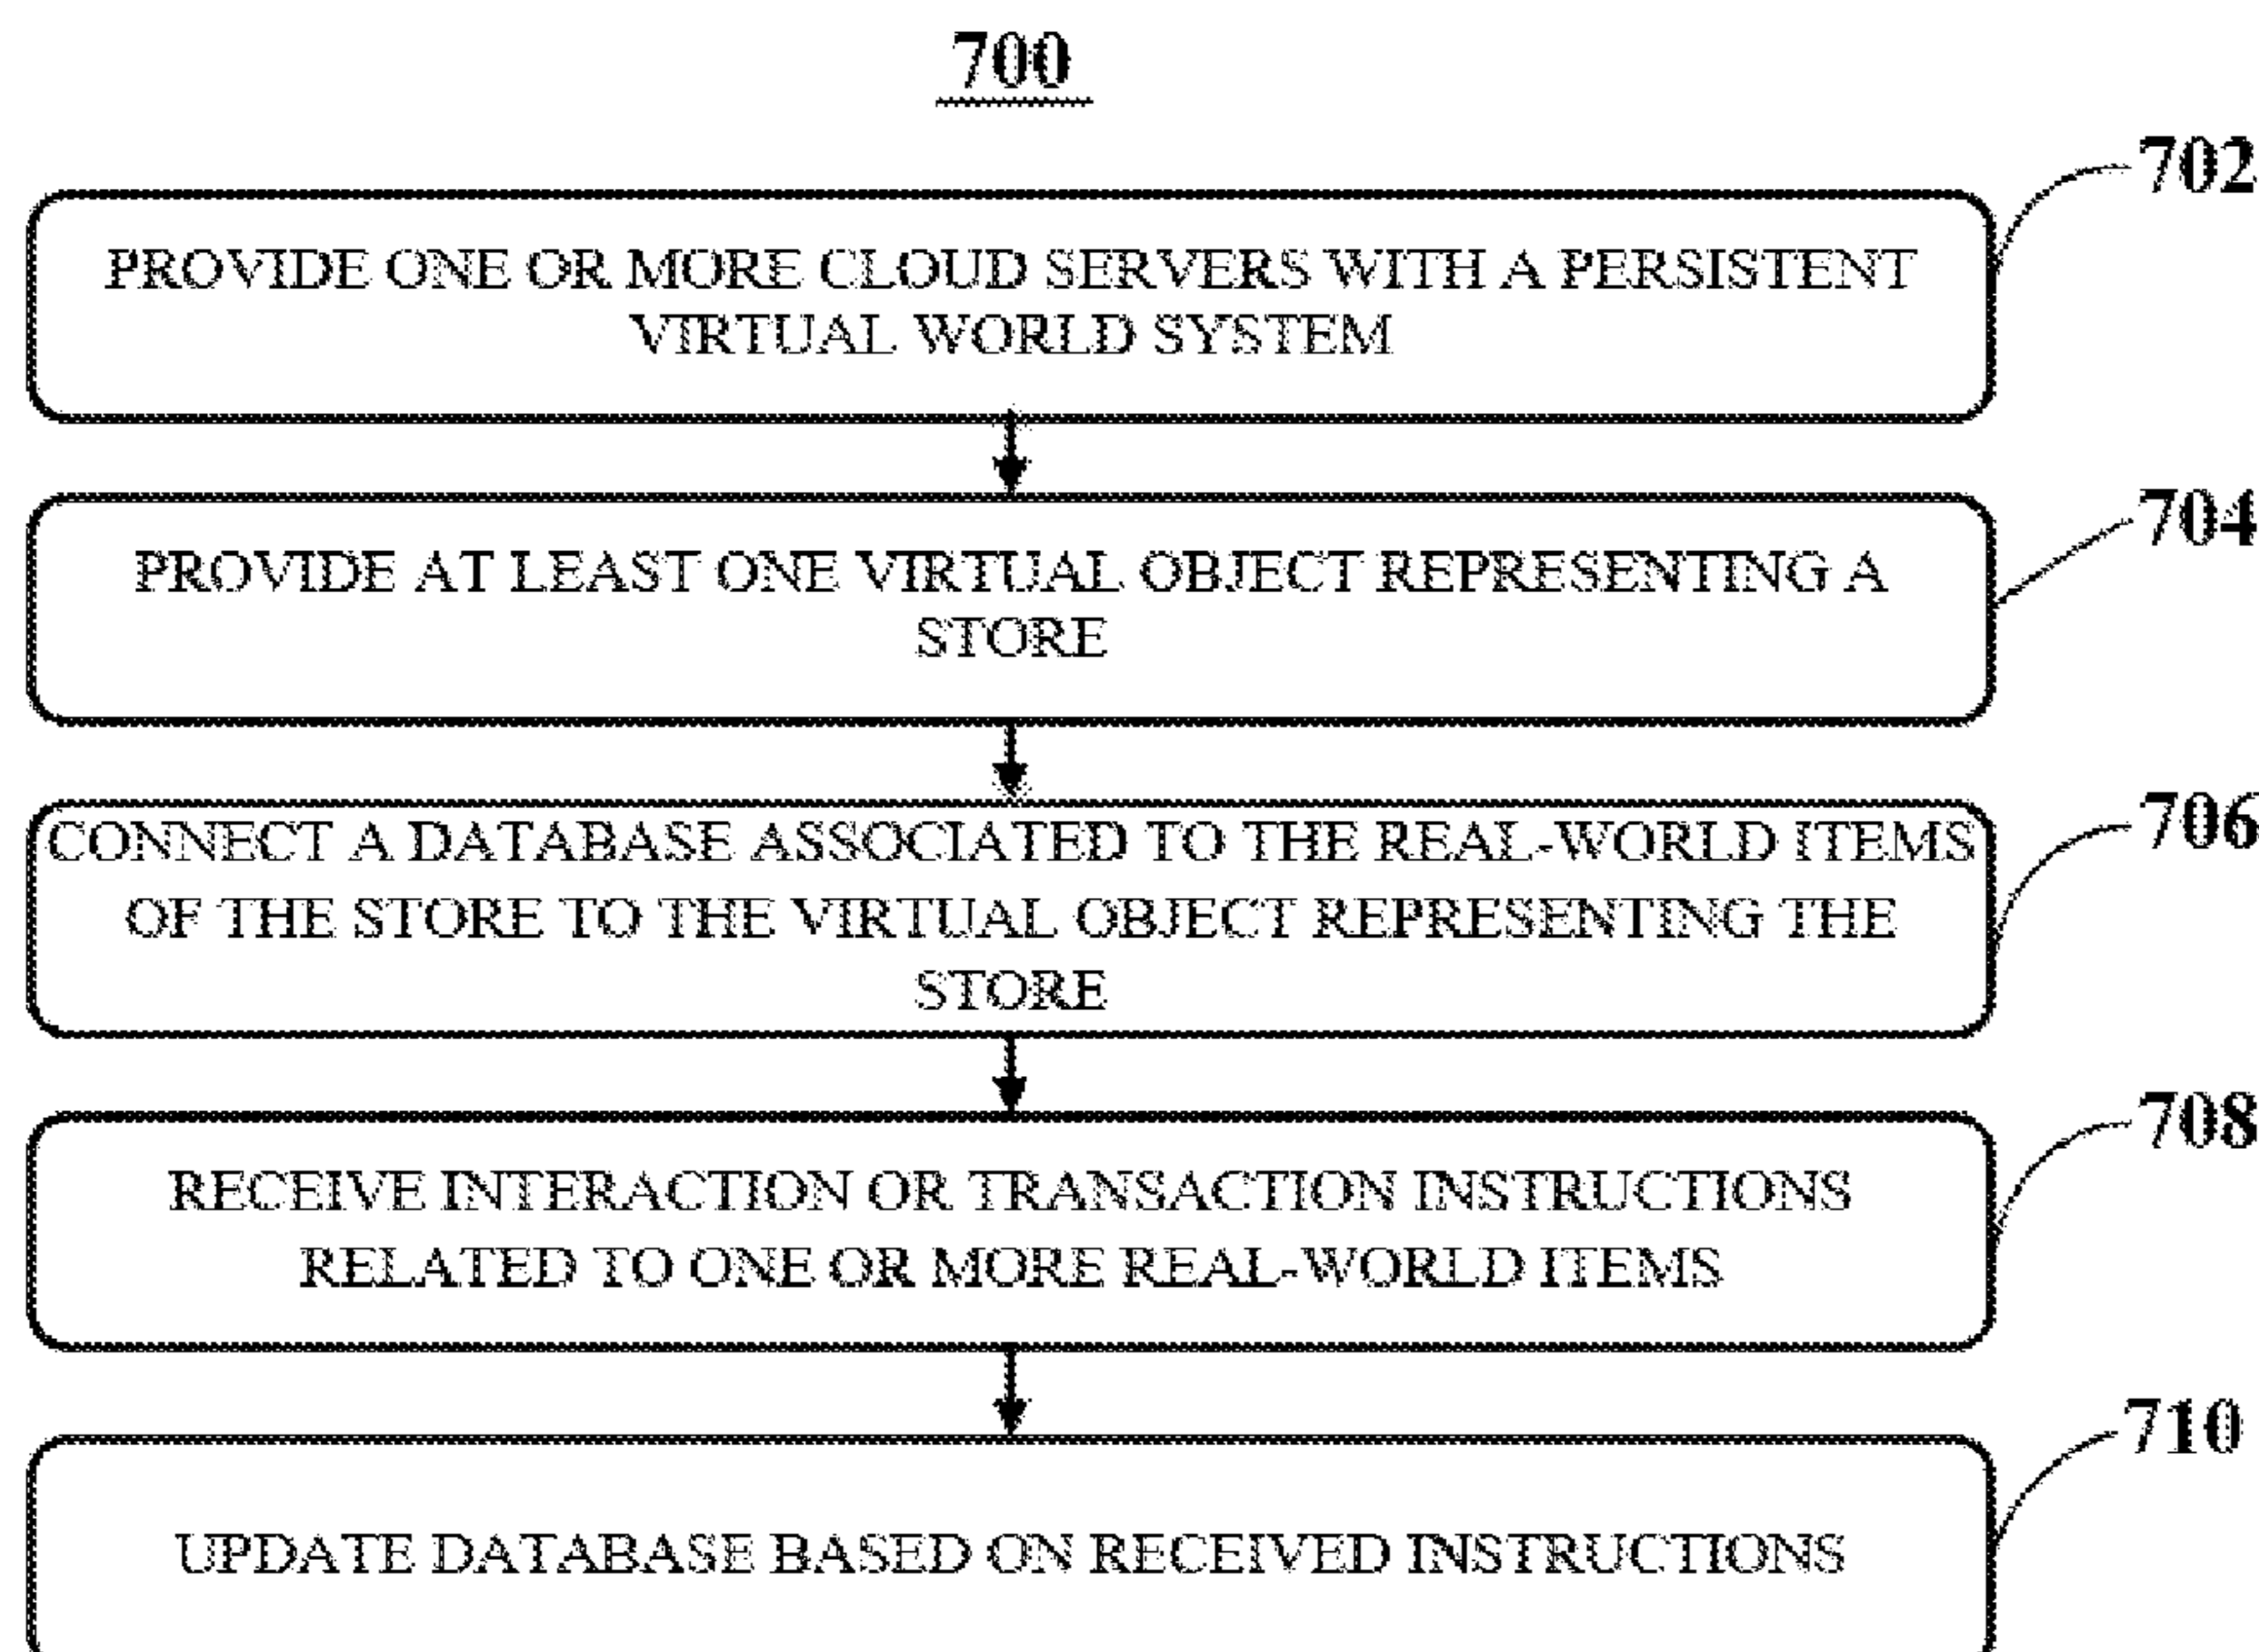 700
702
PROVIDE ONE OR MORE CLOUD SERVERS WITH A PERSISTENT
VIRTUAL WORLD SYSTEM
704
PROVIDE AT LEAST ONE VIRTUAL OBJECT REPRESENTING A
STORE
706
CONNECT A DATABASE ASSOCIATED TO THE REAL-WORLD ITEMS
OF THE STORE TO THE VIRTUAL OBJECT REPRESENTING THE
STORE
708
RECEIVE INTERACTION OR TRANSACTION INSTRUCTIONS
RELATED TO ONE OR MORE REAL-WORLD ITEMS
710
UPDATE DATABASE BASED ON RECEIVED INSTRUCTIONS